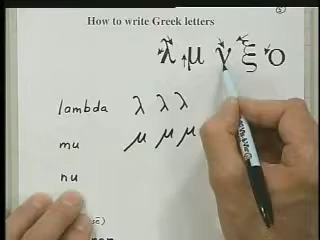 How to write Greek letters
λ μ ν ξ ο
lambda λ λ λ
mu μ μ μ
nu